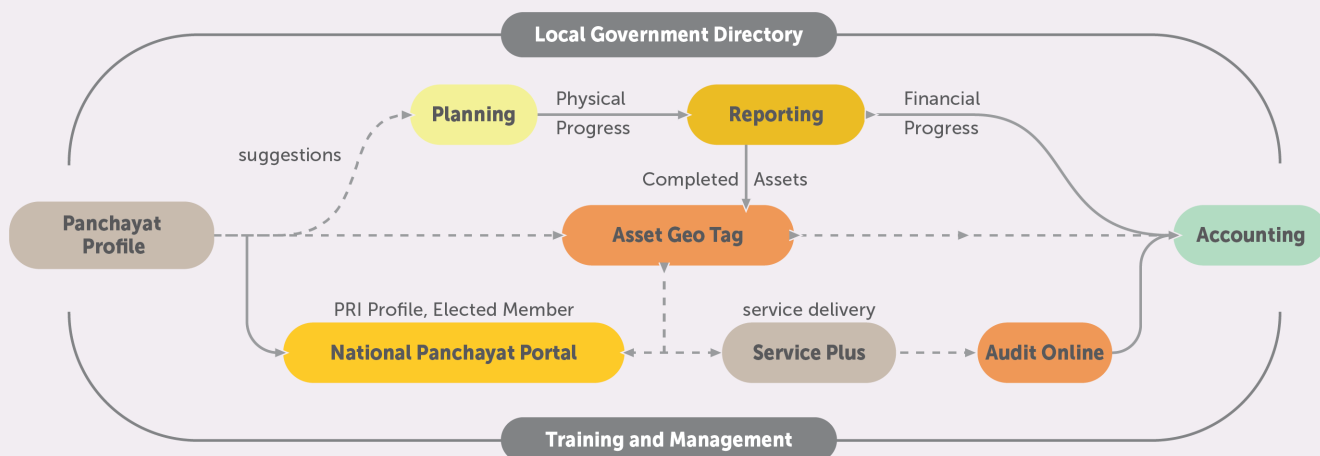 Local Government Directory
Planning
Physical
Progress
Reporting
Financial
Progress
suggestions
Completed Assets
Panchayat
Profile
Asset Geo Tag
Accounting
PRI Profile, Elected Member
service delivery
National Panchayat Portal
Service Plus
Audit Online
Training and Management